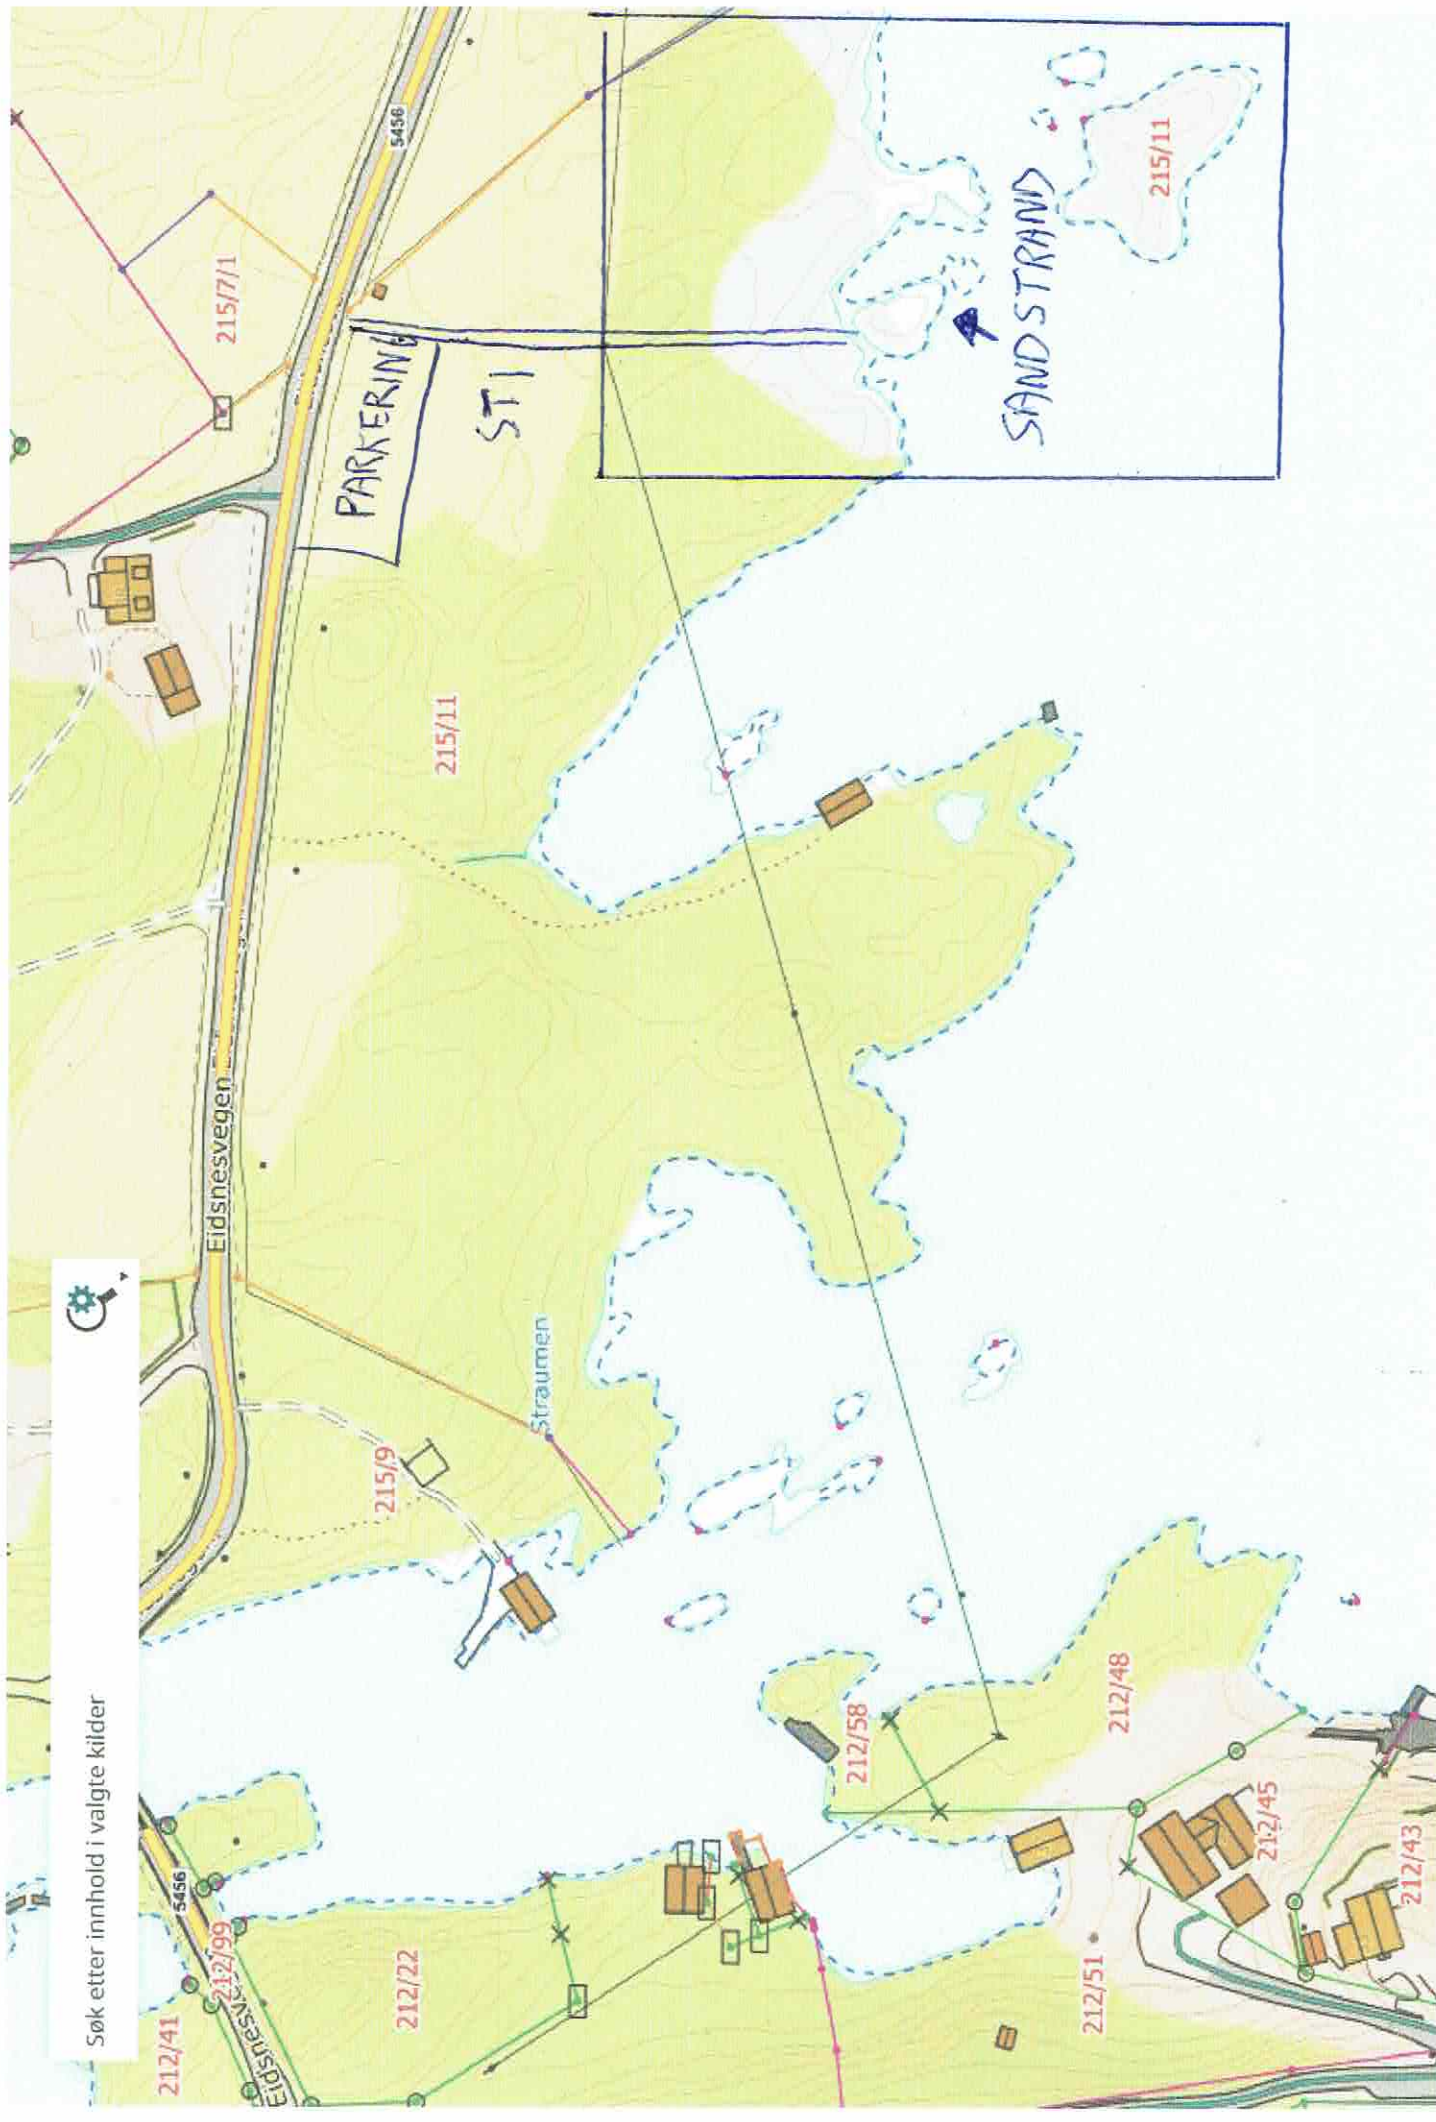 Søk etter innhold i valgte kilder
5456
215/7/1
PARKERING
STI
SANDSTRAND
215/11
215/11
Eidsnesvegen
Straumen
215/9
5456
212/99
212/41
Eidsnesve
212/22
212/58
212/48
212/45
212/43
212/51